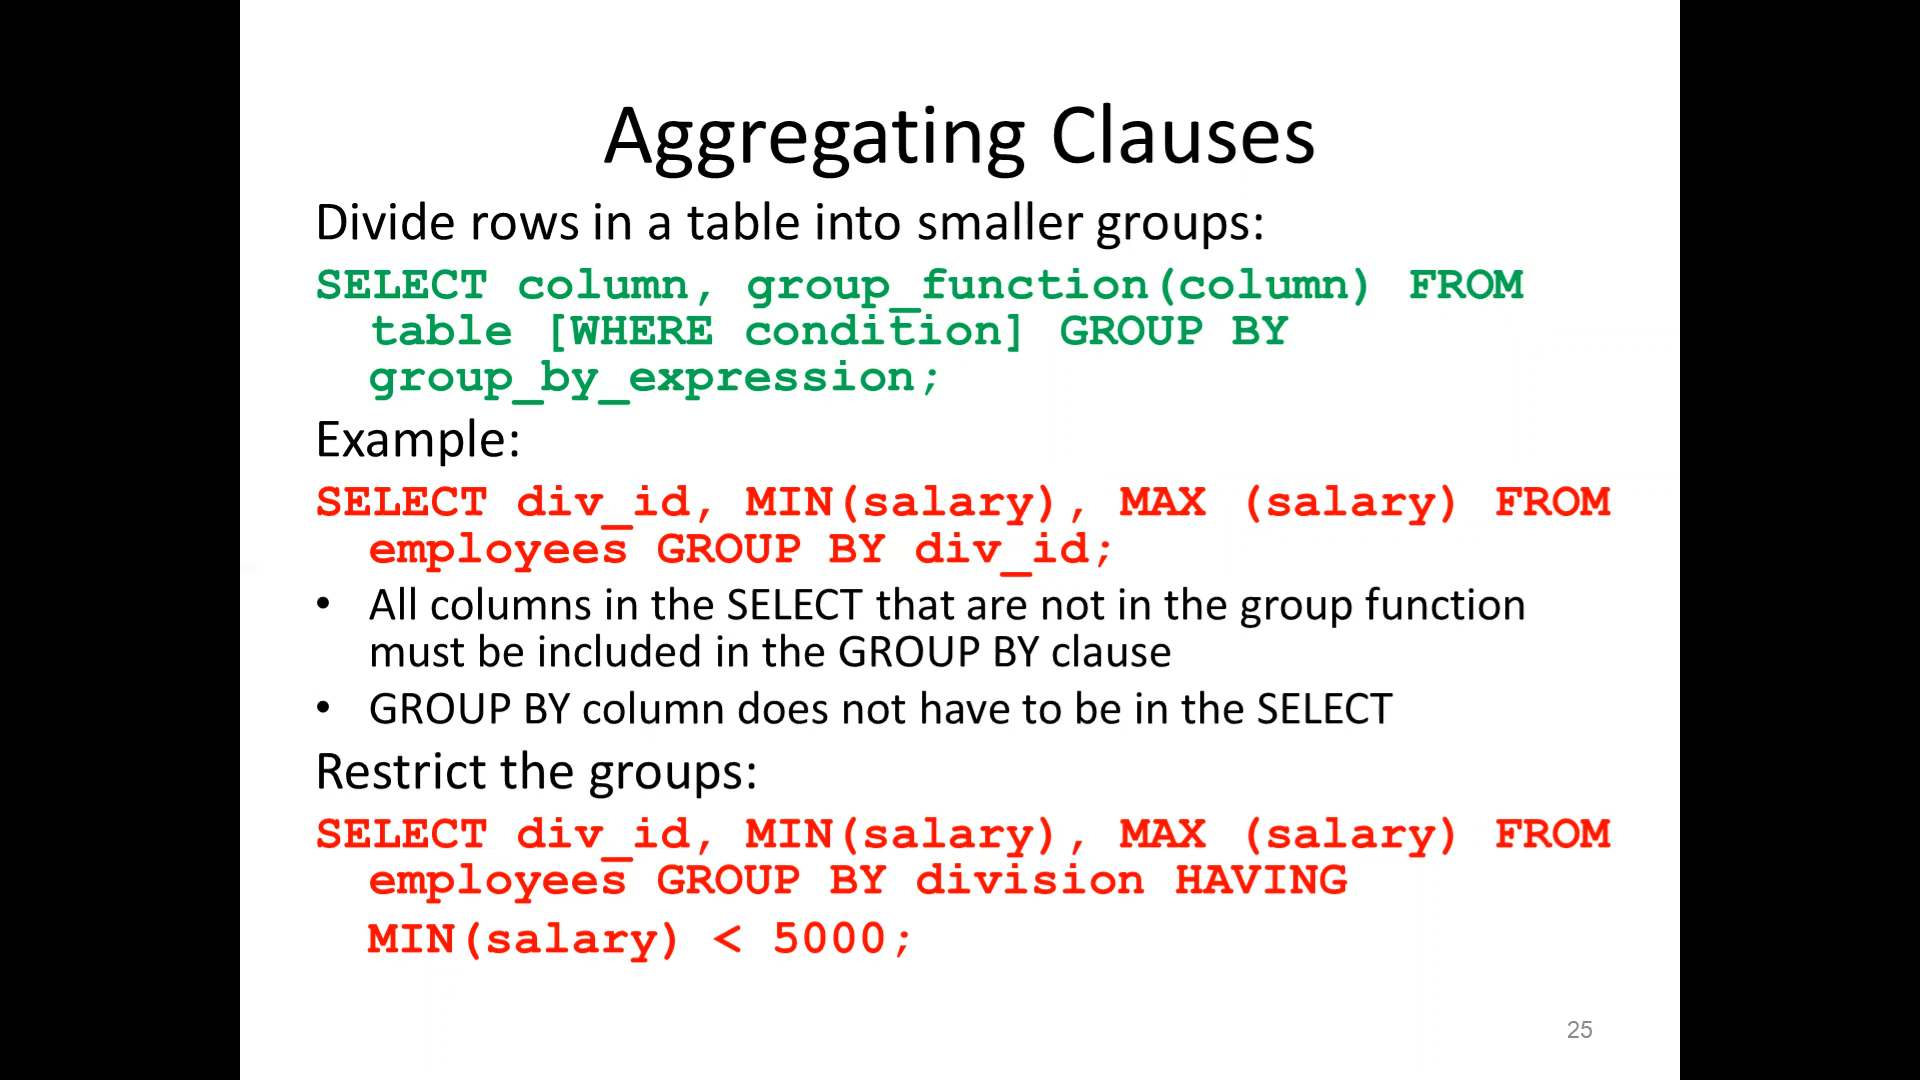 Aggregating Clauses
Divide rows in a table into smaller groups:
SELECT column, group_function(column) FROM
table [WHERE condition] GROUP BY
group_by_expression;
Example:
SELECT div_id, MIN(salary), MAX (salary) FROM
employees GROUP BY div_id;
• All columns in the SELECT that are not in the group function
must be included in the GROUP BY clause
• GROUP BY column does not have to be in the SELECT
Restrict the groups:
SELECT div_id, MIN(salary), MAX (salary) FROM
employees GROUP BY division HAVING
MIN(salary) < 5000;
25